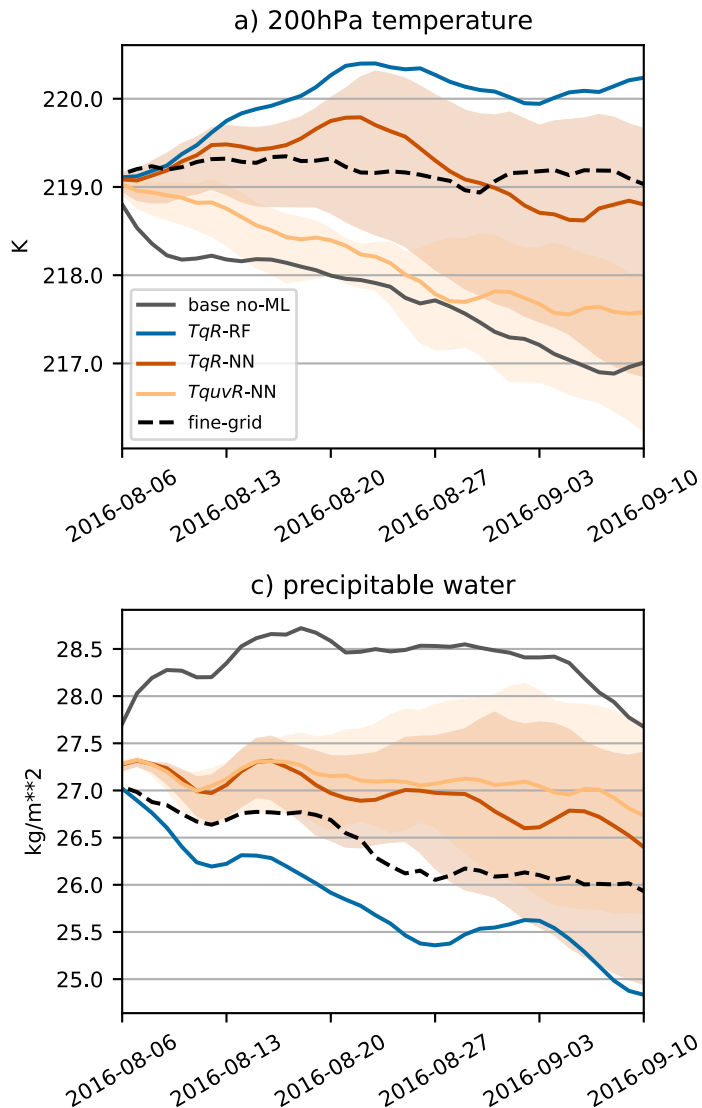 a) 200hPa temperature
220.0
219.0
218.0
217.0
K
base no-ML
TqR-RF
TqR-NN
TquvR-NN
fine-grid
2016-08-06
2016-08-13
2016-08-20
2016-08-27
2016-09-03
2016-09-10
c) precipitable water
28.5
28.0
27.5
27.0
26.5
26.0
25.5
25.0
kg/m**2
2016-08-06
2016-08-13
2016-08-20
2016-08-27
2016-09-03
2016-09-10